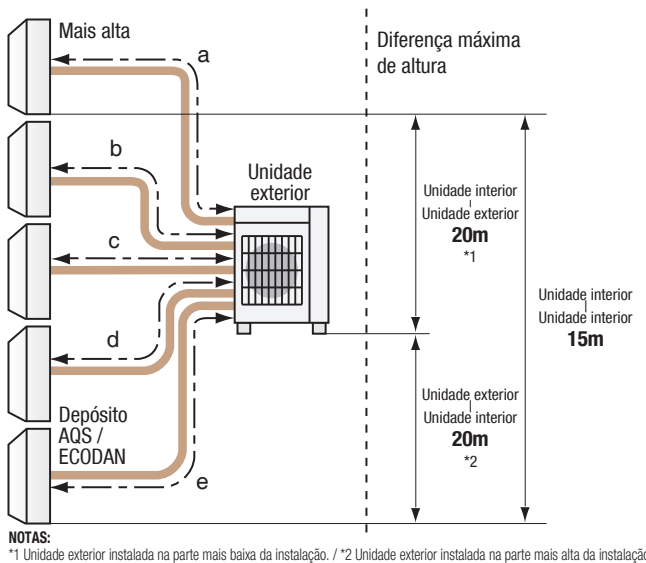 Mais alta
a
Diferença máxima
de altura
b
Unidade
exterior
Unidade interior
Unidade exterior
20m
*1
c
Unidade interior
Unidade interior
15m
d
Unidade exterior
Unidade interior
20m
*2
Depósito
AQS /
ECODAN
e
NOTAS:
*1 Unidade exterior instalada na parte mais baixa da instalação. / *2 Unidade exterior instalada na parte mais alta da instalação